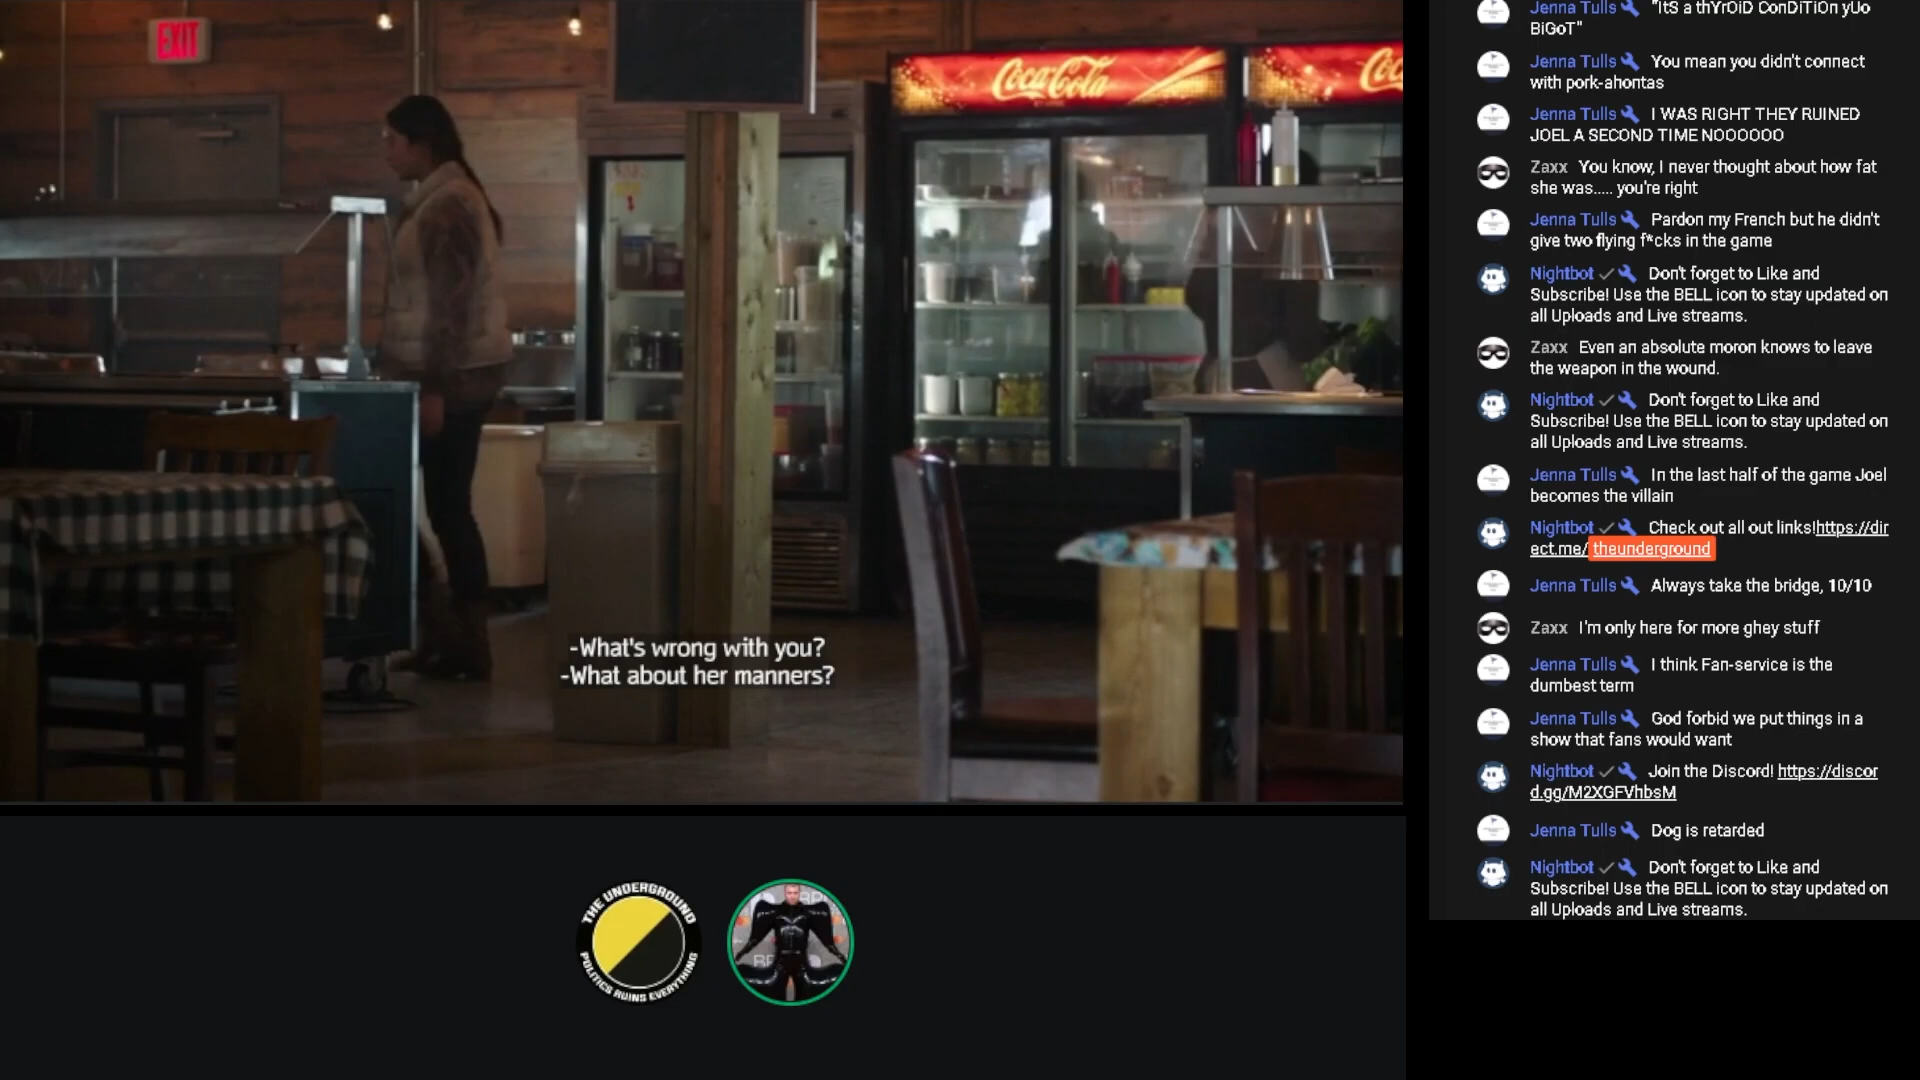 EXIT
Coca-Cola
Coc
-What's wrong with you?
-What about her manners?
THE UNDERGROUND
POLITICS RUINS EVERYTHING
Jenna Tulls "ItS a thYrOiD ConDiTiOn yUo
BiGoT"
Jenna Tulls You mean you didn't connect
with pork-ahontas
Jenna Tulls I WAS RIGHT THEY RUINED
JOEL A SECOND TIME NOOOOOO
Zaxx You know, I never thought about how fat
she was..... you're right
Jenna Tulls Pardon my French but he didn't
give two flying f*cks in the game
Nightbot Don't forget to Like and
Subscribe! Use the BELL icon to stay updated on
all Uploads and Live streams.
Zaxx Even an absolute moron knows to leave
the weapon in the wound.
Nightbot Don't forget to Like and
Subscribe! Use the BELL icon to stay updated on
all Uploads and Live streams.
Jenna Tulls In the last half of the game Joel
becomes the villain
Nightbot Check out all out links!https://dir
ect.me/theunderground
Jenna Tulls Always take the bridge, 10/10
Zaxx I'm only here for more ghey stuff
Jenna Tulls I think Fan-service is the
dumbest term
Jenna Tulls God forbid we put things in a
show that fans would want
Nightbot Join the Discord! https://discor
d.gg/M2XGFVhbsM
Jenna Tulls Dog is retarded
Nightbot Don't forget to Like and
Subscribe! Use the BELL icon to stay updated on
all Uploads and Live streams.